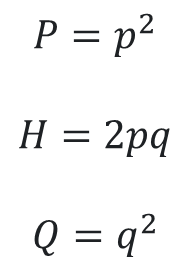 P = p²
H = 2pq
Q = q²